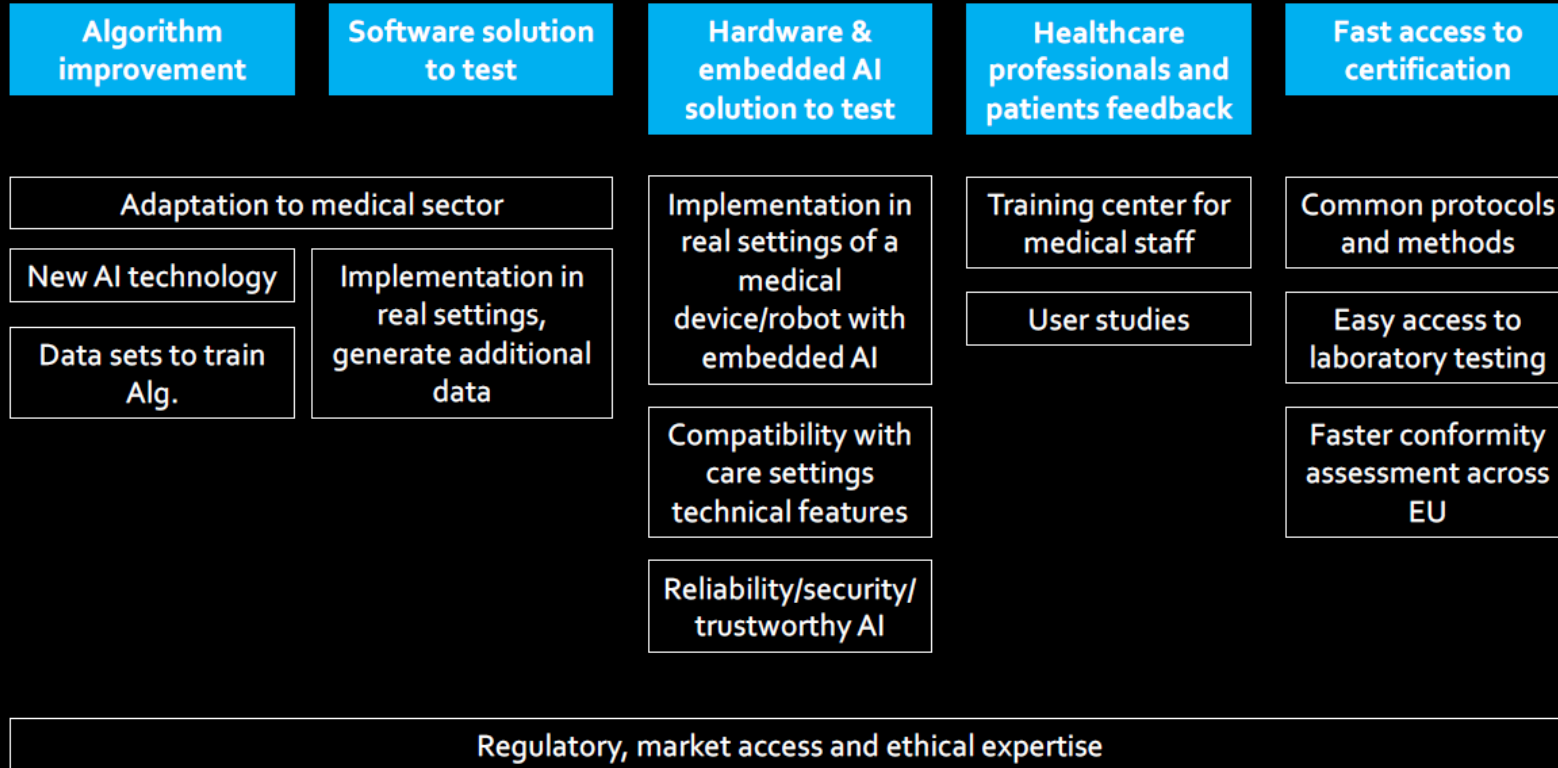 Algorithm
improvement
Software solution
to test
Hardware &
embedded AI
solution to test
Healthcare
professionals and
patients feedback
Fast access to
certification
Adaptation to medical sector
New AI technology
Data sets to train
Alg.
Implementation in
real settings,
generate additional
data
Implementation in
real settings of a
medical
device/robot with
embedded AI
Compatibility with
care settings
technical features
Reliability/security/
trustworthy AI
Training center for
medical staff
User studies
Common protocols
and methods
Easy access to
laboratory testing
Faster conformity
assessment across
EU
Regulatory, market access and ethical expertise